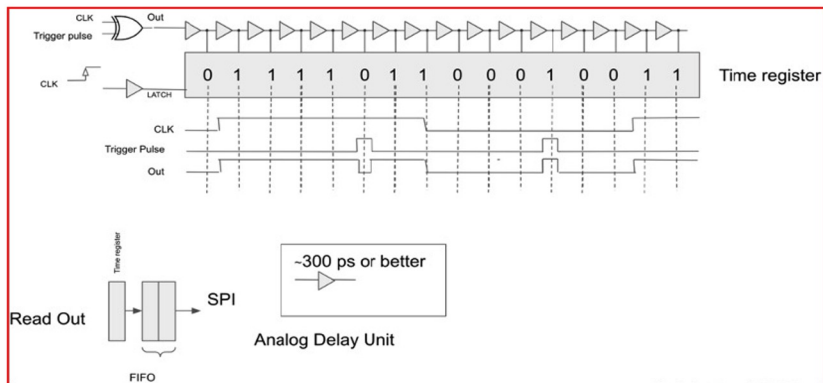 CLK
Out
Trigger pulse
0 1 1 1 1 0 1 1 0 0 0 1 0 0 1 1
Time register
CLK
LATCH
CLK
Trigger Pulse
Out
Time register
~300 ps or better
SPI
Read Out
Analog Delay Unit
FIFO